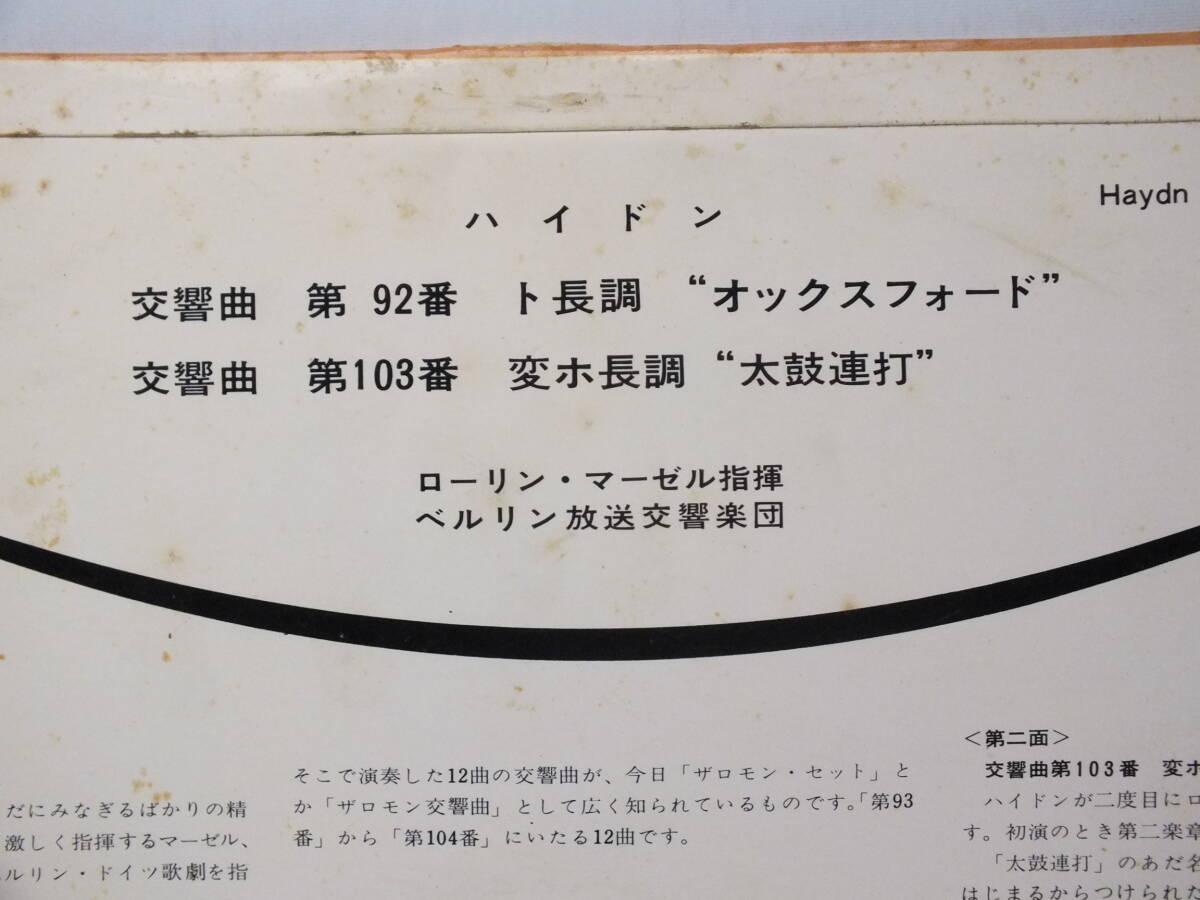 Haydn
ハイドン
交響曲 第 92番 ト長調 “オックスフォード”
交響曲 第103番 変ホ長調 “太鼓連打”
ローリン・マーゼル指揮
ベルリン放送交響楽団
だにみなぎるばかりの精
激しく指揮するマーゼル、
ルリン・ドイツ歌劇を指
そこで演奏した12曲の交響曲が、今日「ザロモン・セット」と
か「ザロモン交響曲」として広く知られているものです。「第93
番」から「第104番」にいたる12曲です。
<第二面>
交響曲第103番 変ホ
ハイドンが二度目にロ
す。初演のとき第二楽章
「太鼓連打」のあだ名
はじまるからつけられた